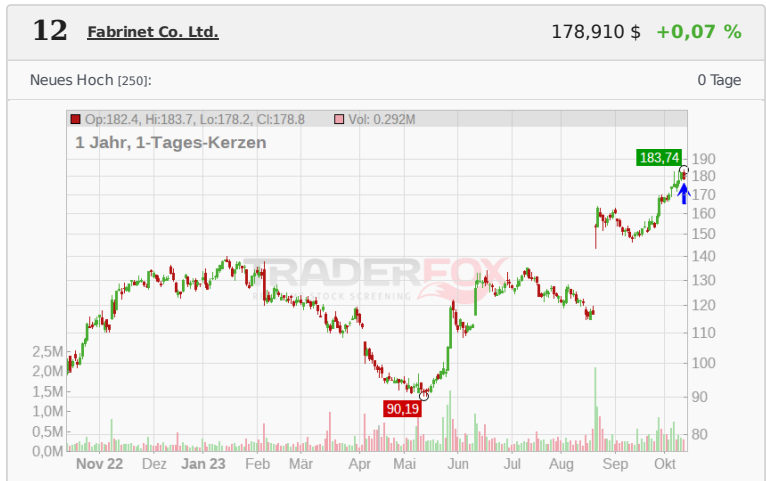 12 Fabrinet Co. Ltd. 178,910 $ +0,07 %
Neues Hoch [250]: 0 Tage
Op:182.4, Hi:183.7, Lo:178.2, Cl:178.8 Vol: 0.292M
1 Jahr, 1-Tages-Kerzen
183,74
190
180
170
160
150
140
TRADERFOX
130
STOCK SCREENING
120
110
2,5M
100
2,0M
1,5M
90
90,19
1,0M
0,5M
80
0,0M
Nov 22 Dez Jan 23 Feb Mär Apr Mai Jun Jul Aug Sep Okt